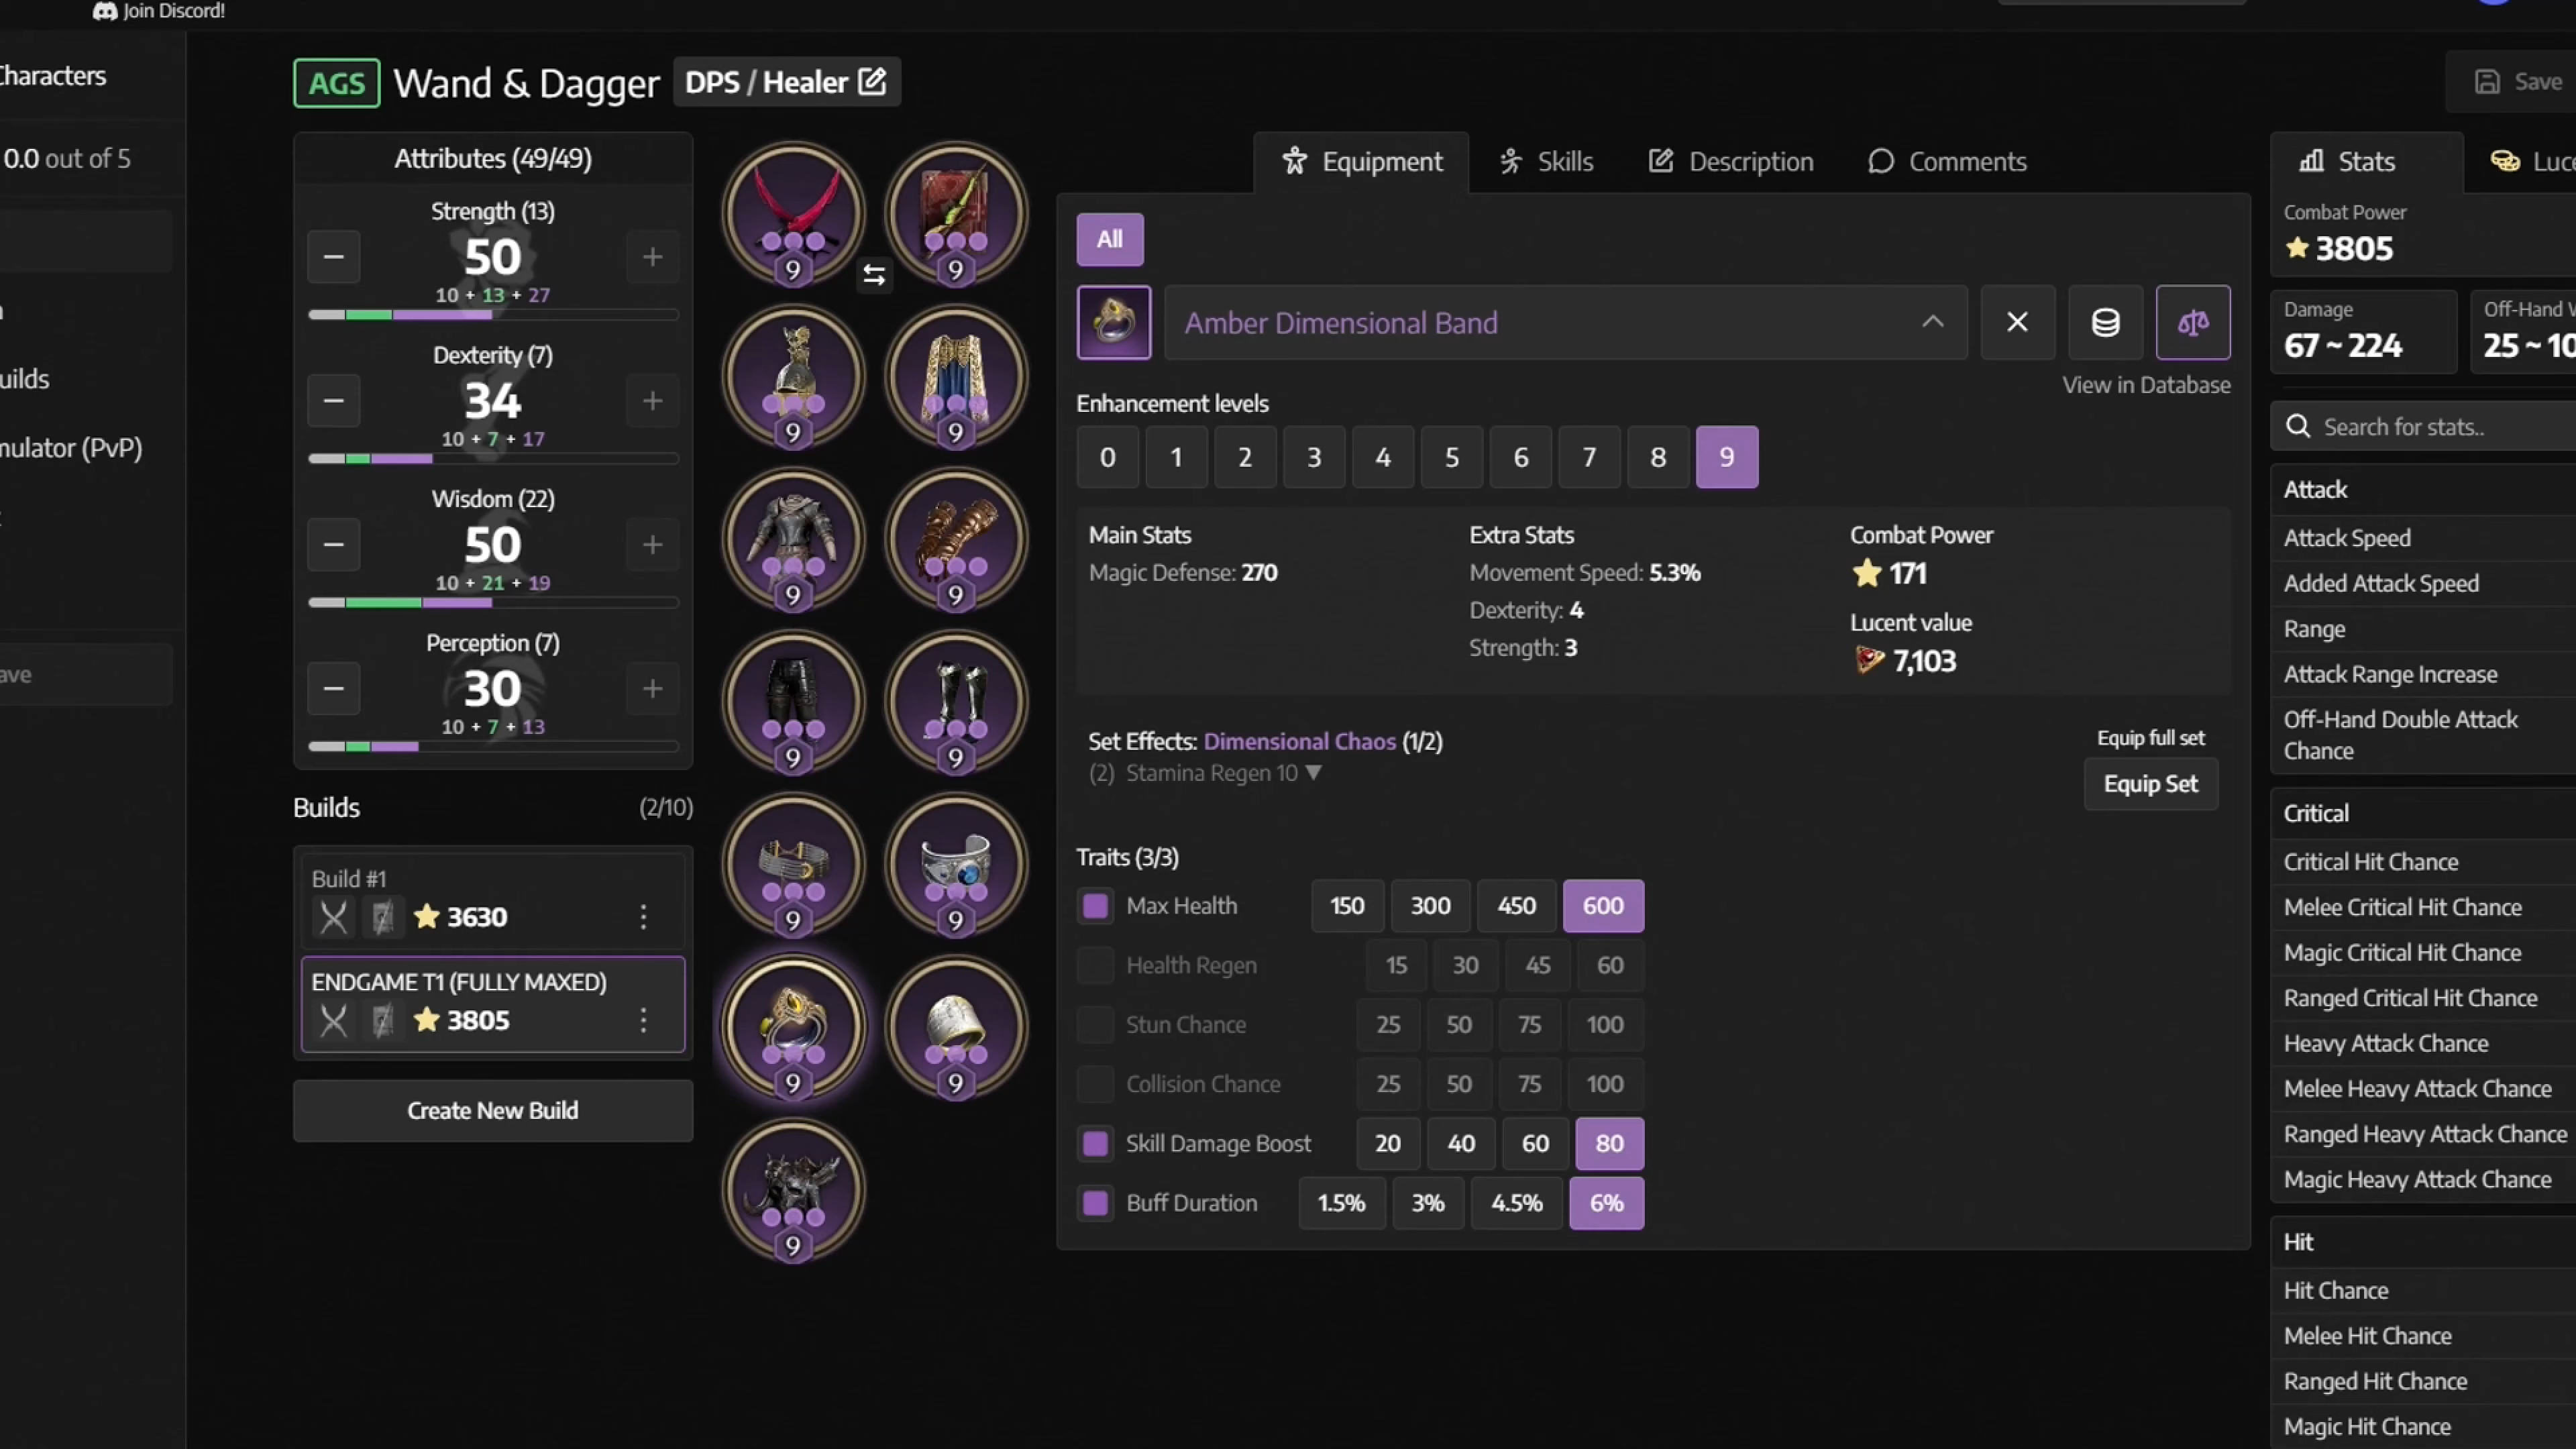 Join Discord!
Characters
0.0 out of 5
uilds
mulator (PvP)
ave
AGS Wand & Dagger DPS / Healer
Save
Attributes (49/49)
Strength (13)
50
10 + 13 + 27
Dexterity (7)
34
10 + 7 + 17
Wisdom (22)
50
10 + 21 + 19
Perception (7)
30
10 + 7 + 13
Builds (2/10)
Build #1
3630
ENDGAME T1 (FULLY MAXED)
3805
Create New Build
9 9
9 9
9 9
9 9
9 9
9 9
9
Equipment Skills Description Comments
All
Amber Dimensional Band
View in Database
Enhancement levels
0 1 2 3 4 5 6 7 8 9
Main Stats
Magic Defense: 270
Extra Stats
Movement Speed: 5.3%
Dexterity: 4
Strength: 3
Combat Power
171
Lucent value
7,103
Set Effects: Dimensional Chaos (1/2)
(2) Stamina Regen 10 ▼
Equip full set
Equip Set
Traits (3/3)
Max Health 150 300 450 600
Health Regen 15 30 45 60
Stun Chance 25 50 75 100
Collision Chance 25 50 75 100
Skill Damage Boost 20 40 60 80
Buff Duration 1.5% 3% 4.5% 6%
Stats Luce
Combat Power
3805
Damage
67 ~ 224
Off-Hand W
25 ~ 10
Search for stats..
Attack
Attack Speed
Added Attack Speed
Range
Attack Range Increase
Off-Hand Double Attack
Chance
Critical
Critical Hit Chance
Melee Critical Hit Chance
Magic Critical Hit Chance
Ranged Critical Hit Chance
Heavy Attack Chance
Melee Heavy Attack Chance
Ranged Heavy Attack Chance
Magic Heavy Attack Chance
Hit
Hit Chance
Melee Hit Chance
Ranged Hit Chance
Magic Hit Chance